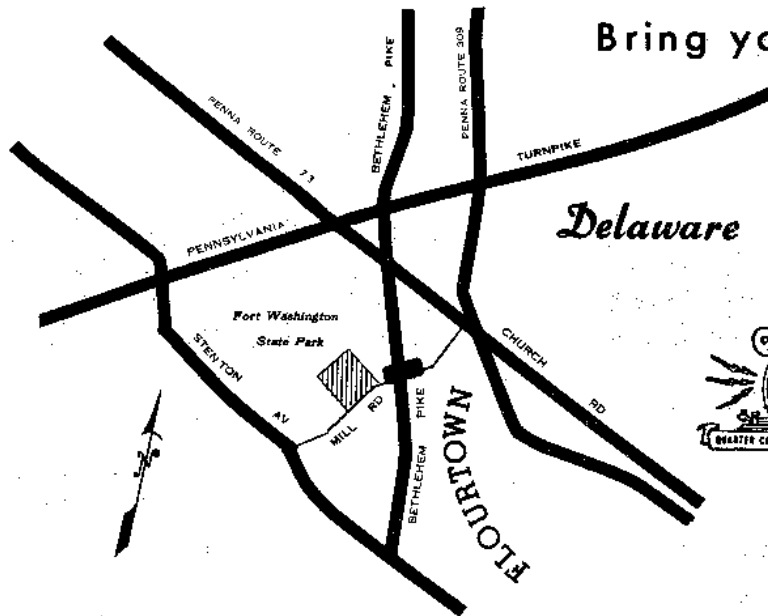 Bring yo
PENNA ROUTE 73
BETHLEHEM PIKE
PENNA ROUTE 309
PENNSYLVANIA TURNPIKE
Delaware
Fort Washington
State Park
STENTON AV
MILL RD
BETHLEHEM PIKE
CHURCH RD
FLOURTOWN
QUARTER C